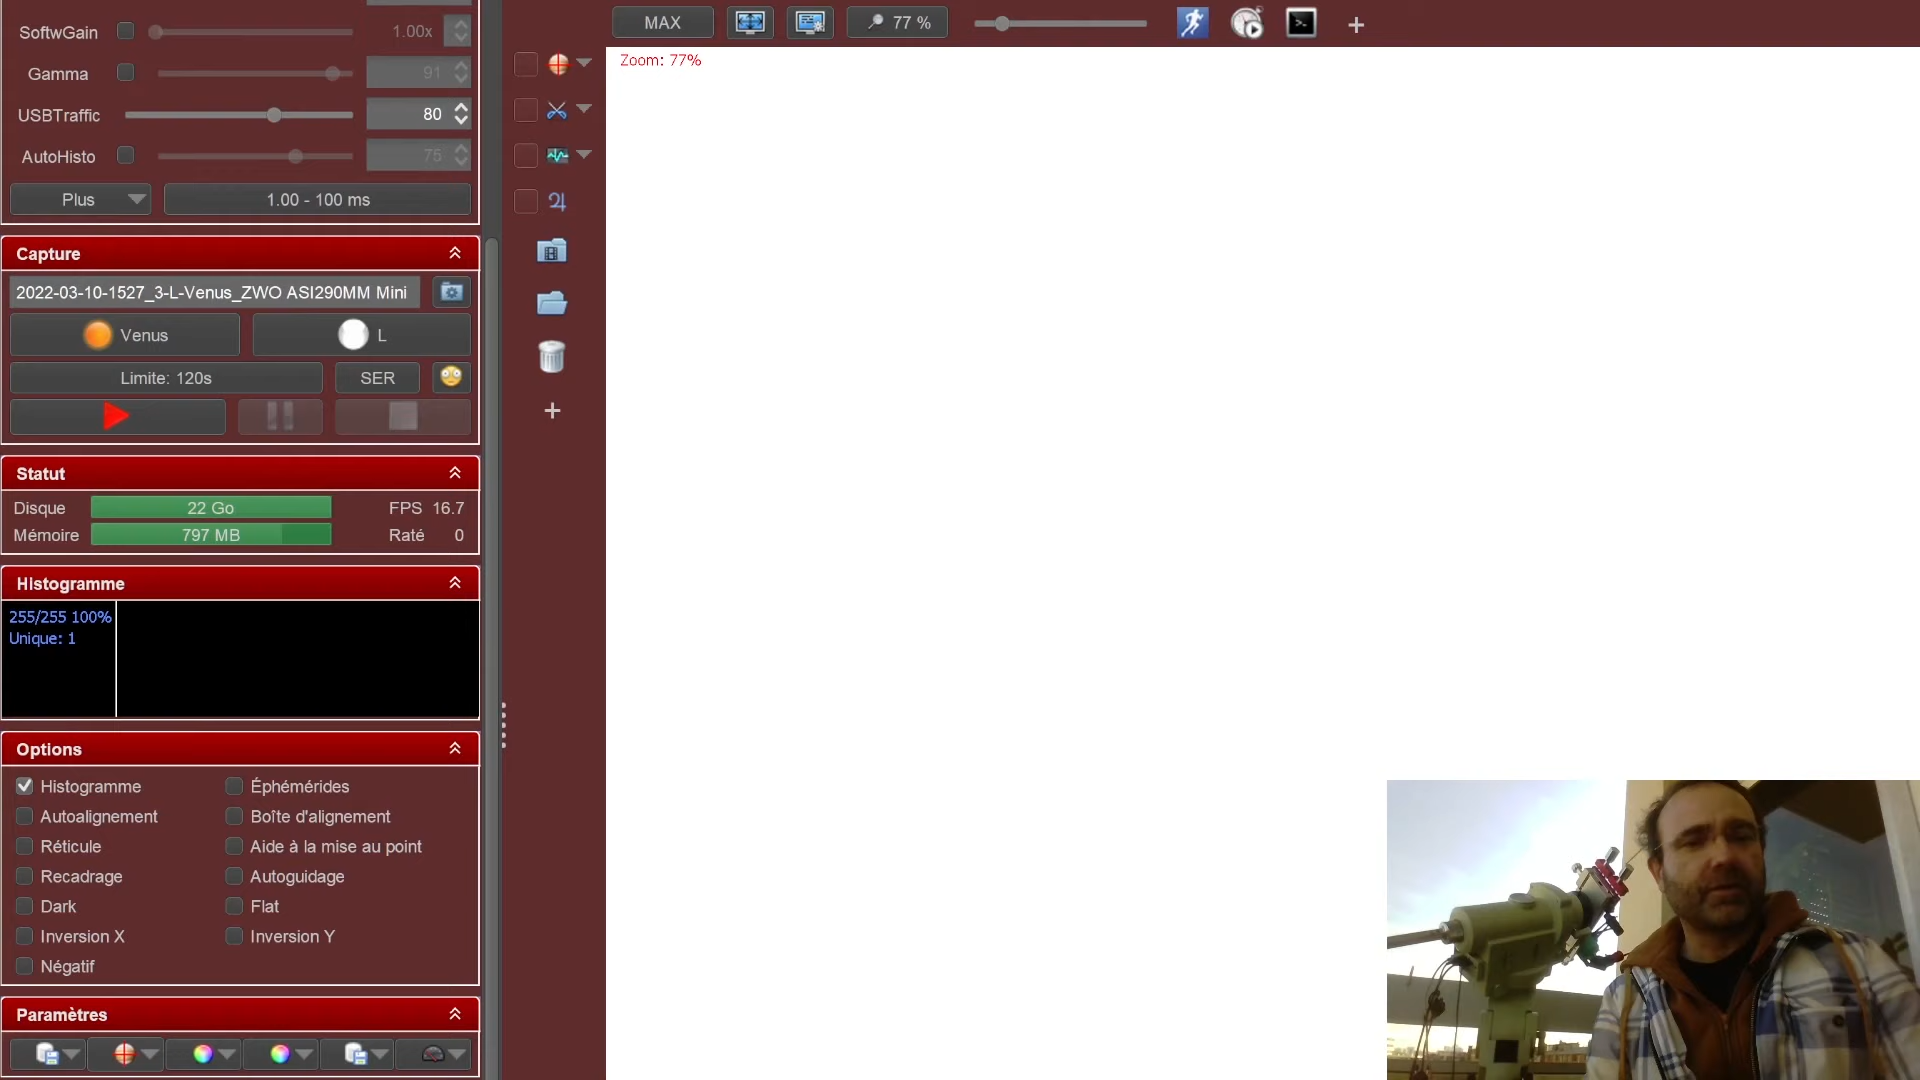 SoftwGain 1.00x
Gamma 91
USBTraffic 80
AutoHisto 75
Plus 1.00 - 100 ms
Capture
2022-03-10-1527_3-L-Venus_ZWO ASI290MM Mini
Venus L
Limite: 120s SER
Statut
Disque 22 Go FPS 16.7
Mémoire 797 MB Raté 0
Histogramme
255/255 100%
Unique: 1
Options
Histogramme Éphémérides
Autoalignement Boîte d'alignement
Réticule Aide à la mise au point
Recadrage Autoguidage
Dark Flat
Inversion X Inversion Y
Négatif
Paramètres
MAX 77 %
Zoom: 77%